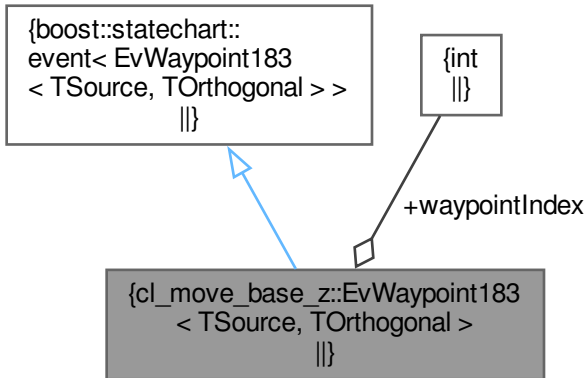 {boost::statechart::
event< EvWaypoint183
< TSource, TOrthogonal > >
||}
{int
||}
+waypointIndex
{cl_move_base_z::EvWaypoint183
< TSource, TOrthogonal >
||}